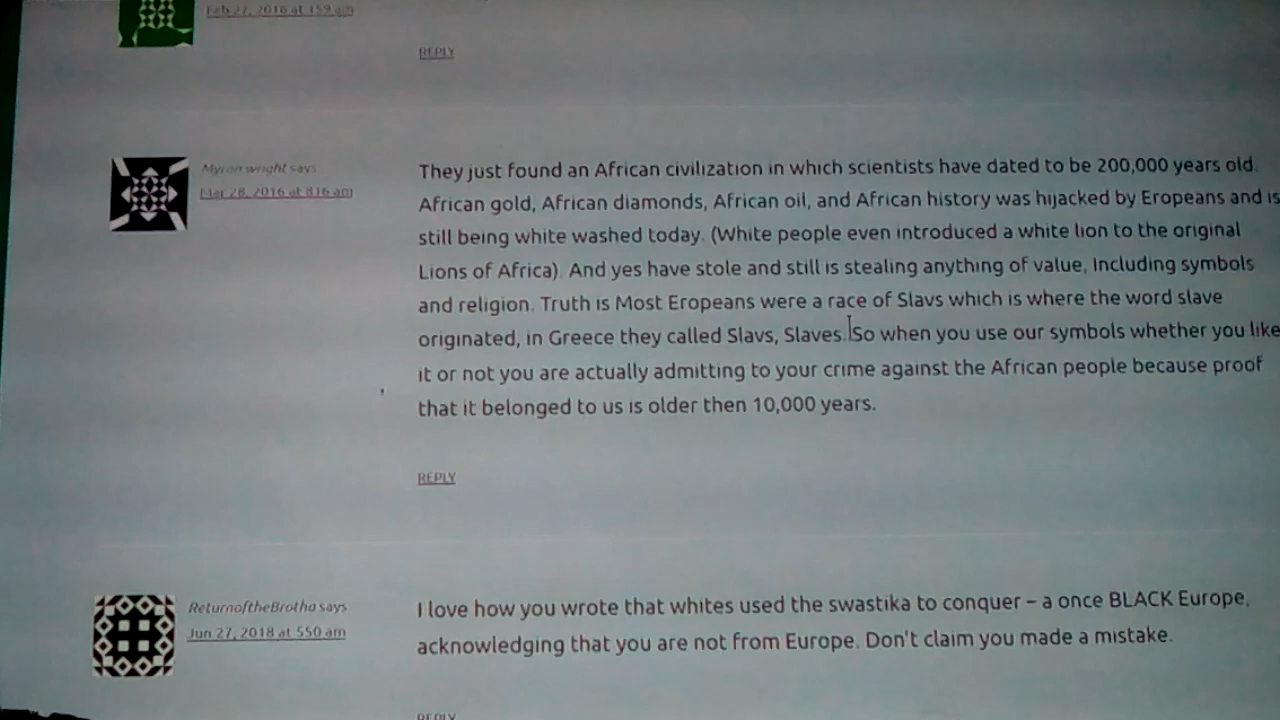 Feb 27, 2016 at 159 am
REPLY
Myron wright says
Mar 28, 2016 at 816 am
They just found an African civilization in which scientists have dated to be 200,000 years old.
African gold, African diamonds, African oil, and African history was hijacked by Eropeans and is
still being white washed today. (White people even introduced a white lion to the original
Lions of Africa). And yes have stole and still is stealing anything of value, Including symbols
and religion. Truth is Most Eropeans were a race of Slavs which is where the word slave
originated, in Greece they called Slavs, Slaves. So when you use our symbols whether you like
it or not you are actually admitting to your crime against the African people because proof
that it belonged to us is older then 10,000 years.
REPLY
ReturnoftheBrotha says
Jun 27, 2018 at 550 am
I love how you wrote that whites used the swastika to conquer – a once BLACK Europe,
acknowledging that you are not from Europe. Don't claim you made a mistake.
REPLY